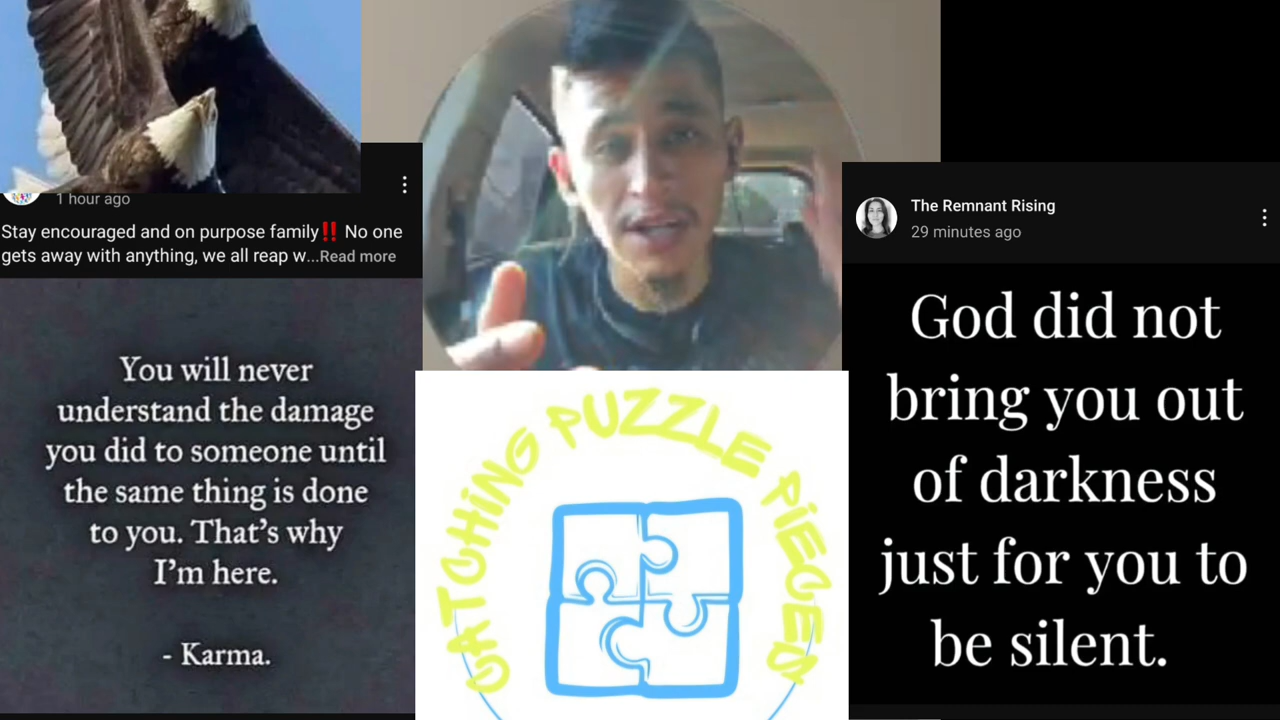 1 hour ago
Stay encouraged and on purpose family‼️ No one
gets away with anything, we all reap w...Read more
You will never
understand the damage
you did to someone until
the same thing is done
to you. That's why
I'm here.
- Karma.
CATCHING PUZZLE PIECES
The Remnant Rising
29 minutes ago
God did not
bring you out
of darkness
just for you to
be silent.